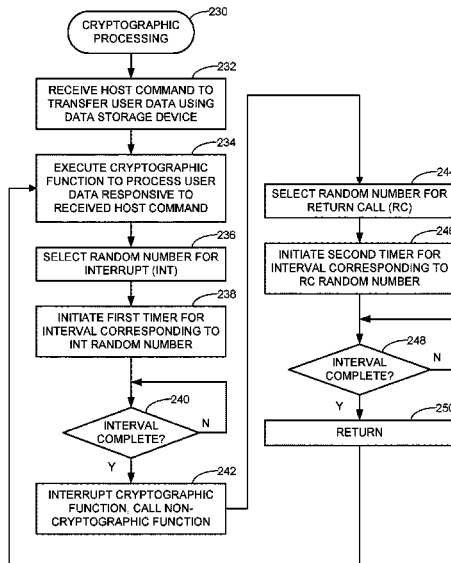 CRYPTOGRAPHIC
PROCESSING
230
232
RECEIVE HOST COMMAND TO
TRANSFER USER DATA USING
DATA STORAGE DEVICE
234
EXECUTE CRYPTOGRAPHIC
FUNCTION TO PROCESS USER
DATA RESPONSIVE TO
RECEIVED HOST COMMAND
236
SELECT RANDOM NUMBER FOR
INTERRUPT (INT)
238
INITIATE FIRST TIMER FOR
INTERVAL CORRESPONDING TO
INT RANDOM NUMBER
240
INTERVAL
COMPLETE?
N
Y
242
INTERRUPT CRYPTOGRAPHIC
FUNCTION, CALL NON-
CRYPTOGRAPHIC FUNCTION
244
SELECT RANDOM NUMBER FOR
RETURN CALL (RC)
246
INITIATE SECOND TIMER FOR
INTERVAL CORRESPONDING TO
RC RANDOM NUMBER
248
INTERVAL
COMPLETE?
N
Y
250
RETURN